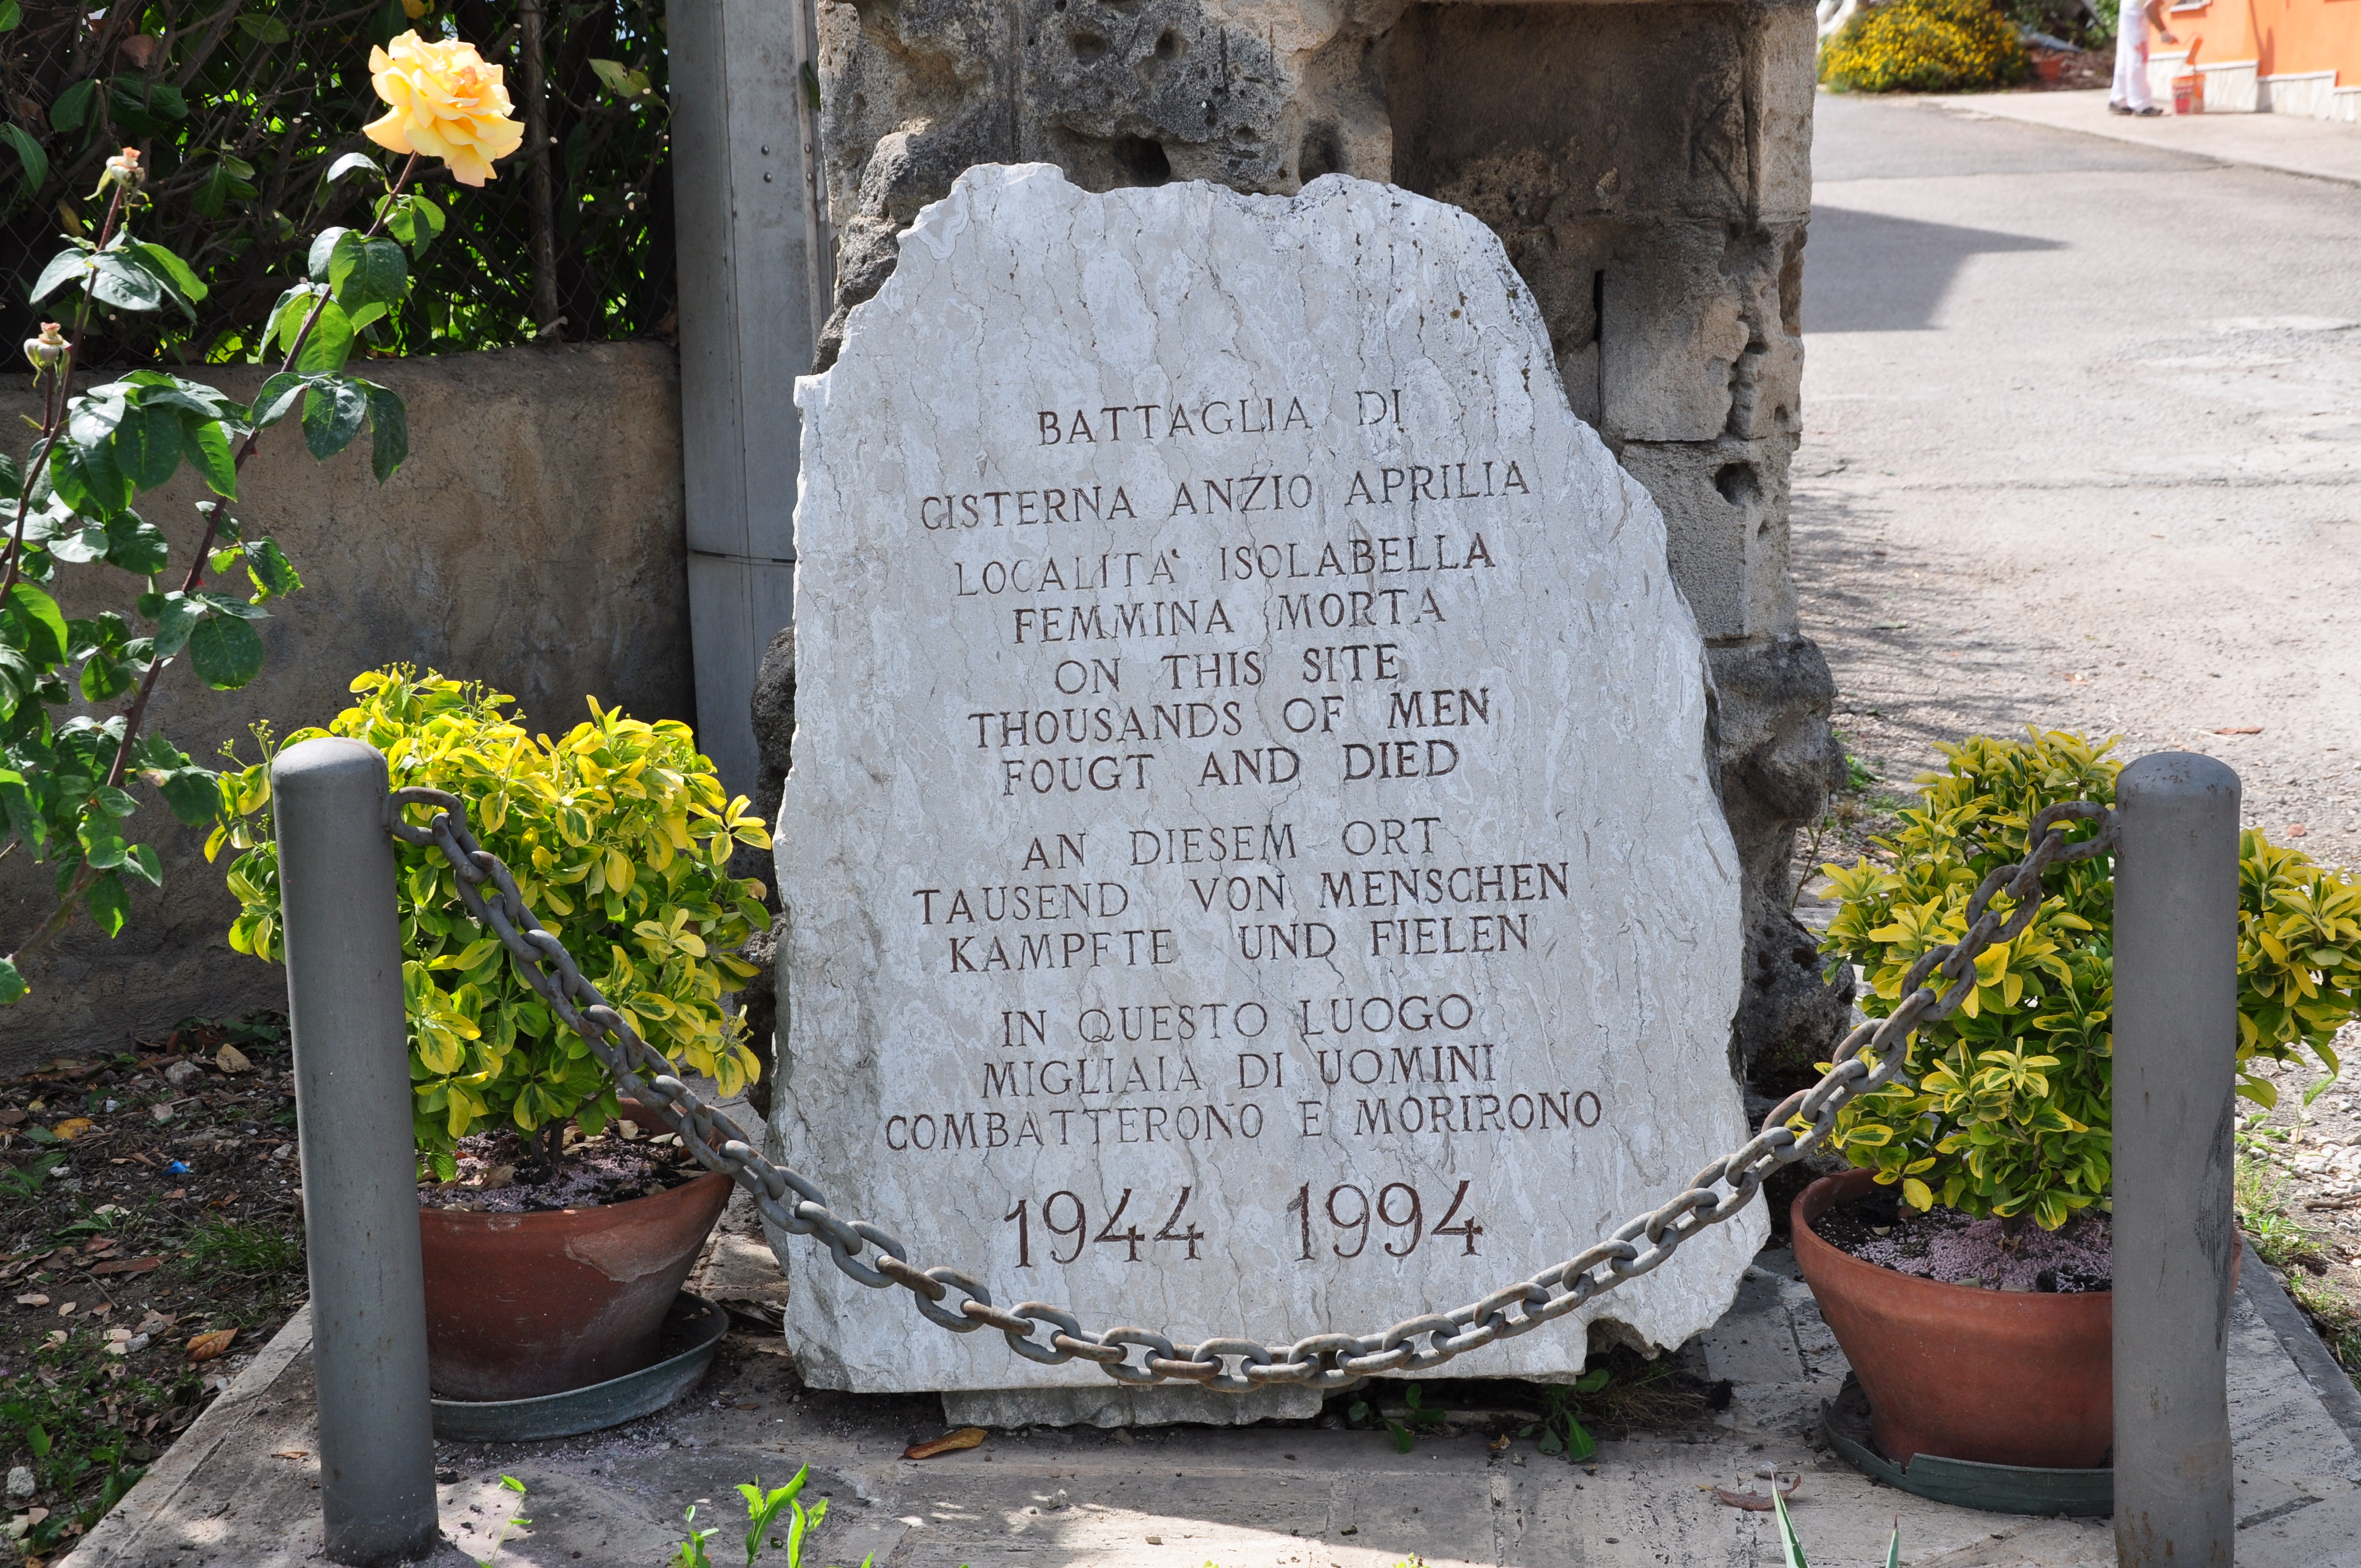 BATTAGLIA DI
CISTERNA ANZIO APRILIA
LOCALITA' ISOLABELLA
FEMMINA MORTA
ON THIS SITE
THOUSANDS OF MEN
FOUGT AND DIED
AN DIESEM ORT
TAUSEND VON MENSCHEN
KAMPFTE UND FIELEN
IN QUESTO LUOGO
MIGLIAIA DI UOMINI
COMBATTERONO E MORIRONO
1944 1994